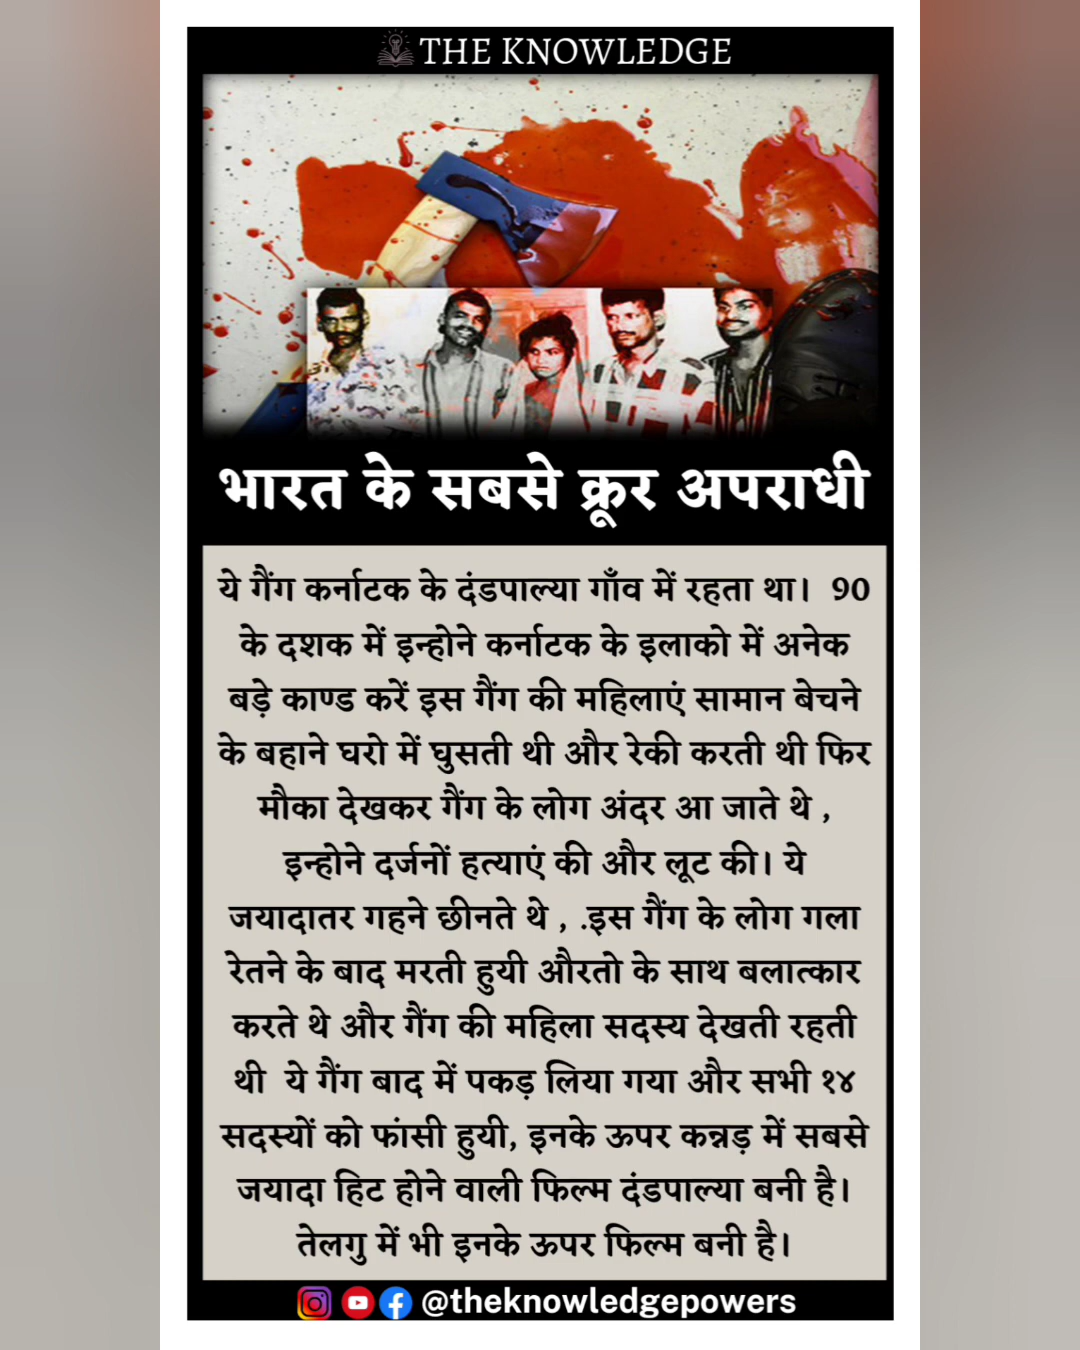 THE KNOWLEDGE
भारत के सबसे क्रूर अपराधी
ये गैंग कर्नाटक के दंडपाल्या गाँव में रहता था। 90
के दशक में इन्होने कर्नाटक के इलाको में अनेक
बड़े काण्ड करें इस गैंग की महिलाएं सामान बेचने
के बहाने घरो में घुसती थी और रेकी करती थी फिर
मौका देखकर गैंग के लोग अंदर आ जाते थे ,
इन्होने दर्जनों हत्याएं की और लूट की। ये
जयादातर गहने छीनते थे , .इस गैंग के लोग गला
रेतने के बाद मरती हुयी औरतो के साथ बलात्कार
करते थे और गैंग की महिला सदस्य देखती रहती
थी ये गैंग बाद में पकड़ लिया गया और सभी १४
सदस्यों को फांसी हुयी, इनके ऊपर कन्नड़ में सबसे
जयादा हिट होने वाली फिल्म दंडपाल्या बनी है।
तेलगु में भी इनके ऊपर फिल्म बनी है।
@theknowledgepowers